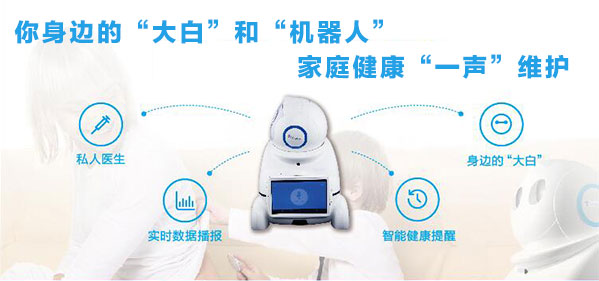 你身边的“大白”和“机器人”
家庭健康“一声”维护
私人医生
身边的“大白”
实时数据播报
智能健康提醒